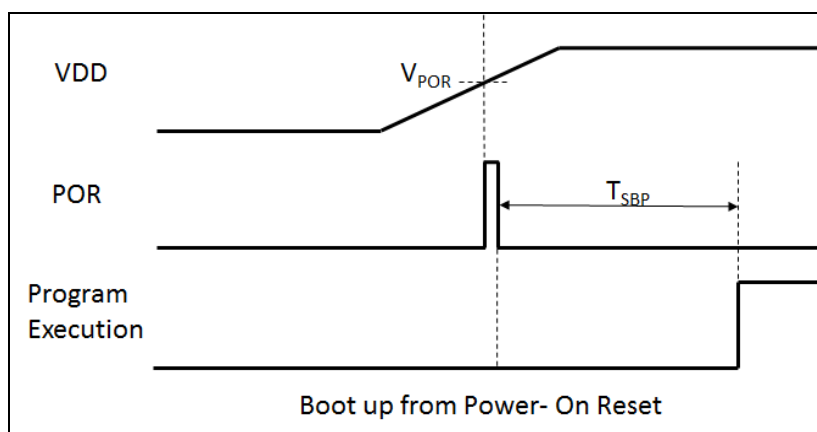 VDD
VPOR
POR
TSBP
Program
Execution
Boot up from Power- On Reset